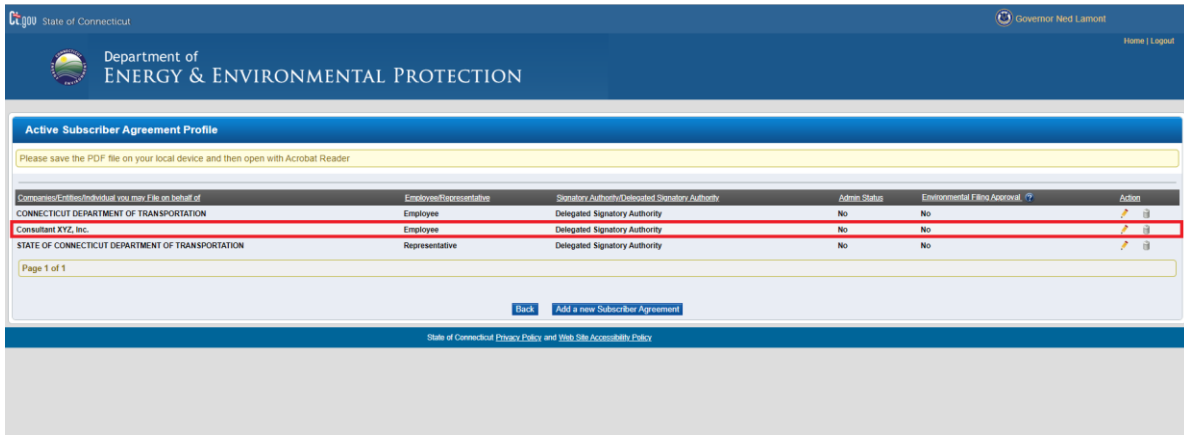 Ct.gov State of Connecticut
Governor Ned Lamont
Home | Logout
Department of
ENERGY & ENVIRONMENTAL PROTECTION
Active Subscriber Agreement Profile
Please save the PDF file on your local device and then open with Acrobat Reader
Companies/Entities/Individual you may File on behalf of Employee/Representative Signatory Authority/Delegated Signatory Authority Admin Status Environmental Filing Approval ? Action
CONNECTICUT DEPARTMENT OF TRANSPORTATION Employee Delegated Signatory Authority No No
Consultant XYZ, Inc. Employee Delegated Signatory Authority No No
STATE OF CONNECTICUT DEPARTMENT OF TRANSPORTATION Representative Delegated Signatory Authority No No
Page 1 of 1
Back Add a new Subscriber Agreement
State of Connecticut Privacy Policy and Web Site Accessibility Policy